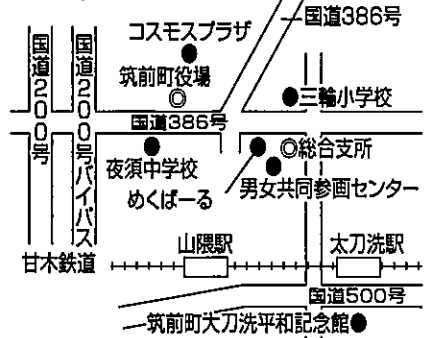 国道386号
コスモスプラザ
国道200号
国道200号バイパス
筑前町役場
三輪小学校
国道386号
総合支所
夜須中学校
めくばーる
男女共同参画センター
山隈駅
太刀洗駅
甘木鉄道
国道500号
筑前町大刀洗平和記念館